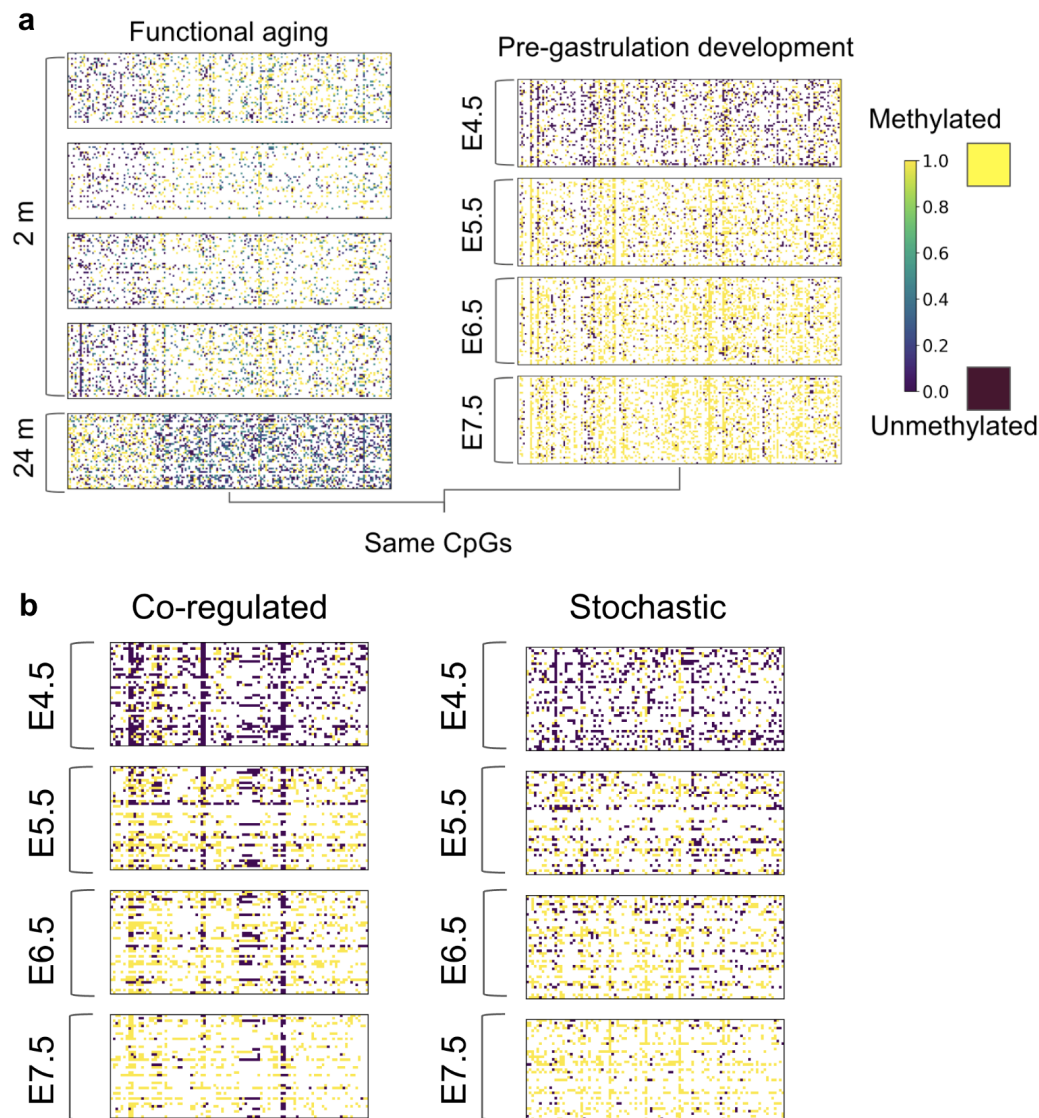 a
Functional aging
2 m
24 m
Pre-gastrulation development
E4.5
E5.5
E6.5
E7.5
Methylated
1.0
0.8
0.6
0.4
0.2
0.0
Unmethylated
Same CpGs
b
Co-regulated
E4.5
E5.5
E6.5
E7.5
Stochastic
E4.5
E5.5
E6.5
E7.5